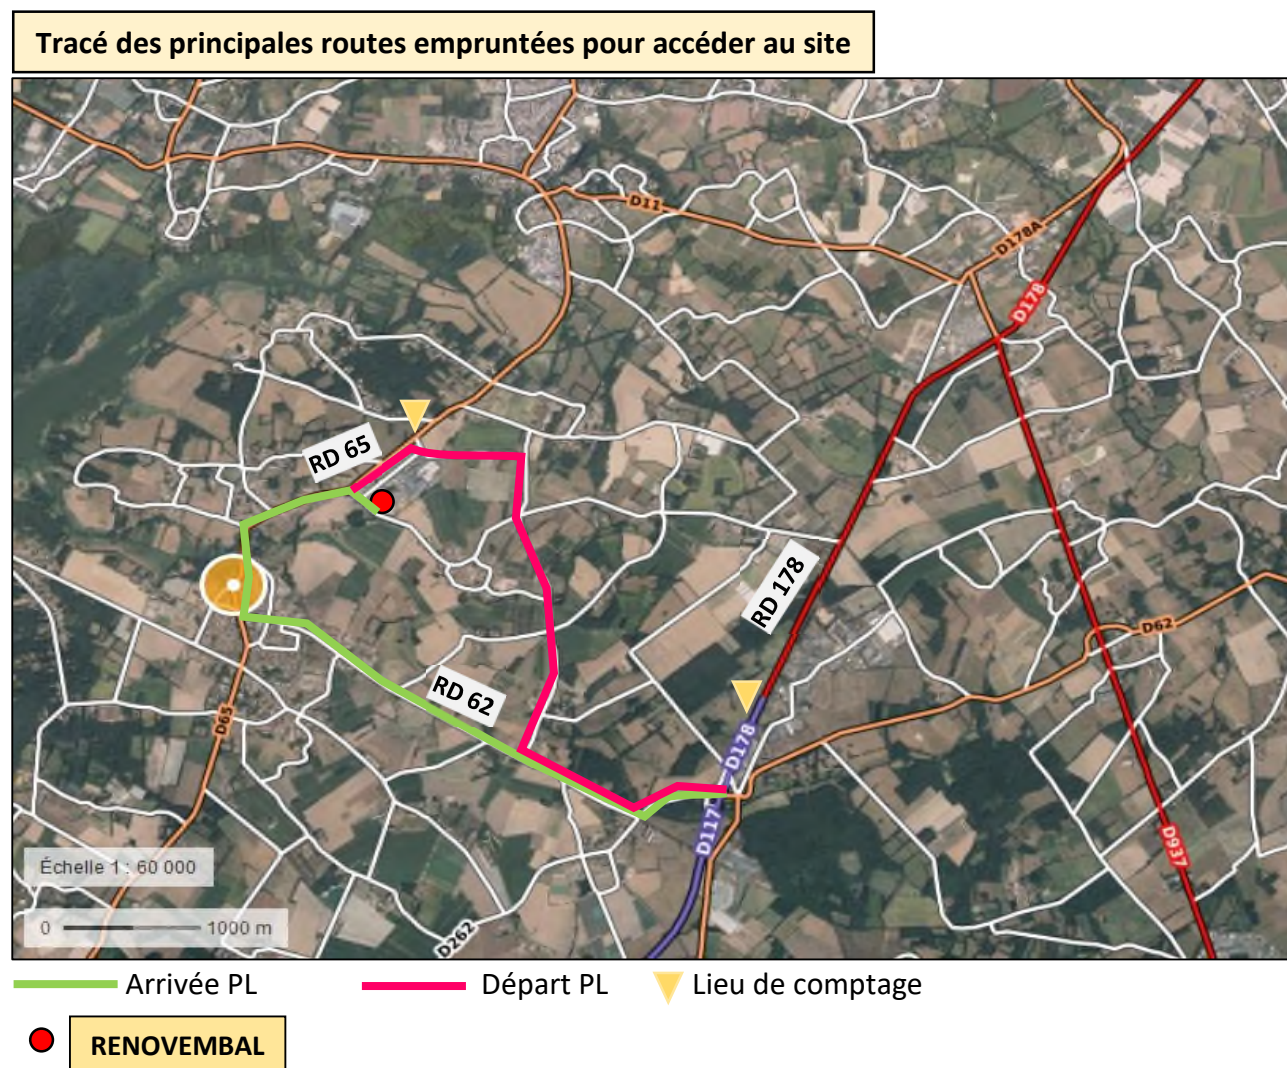 Tracé des principales routes empruntées pour accéder au site
D11
D178A
D178
RD 65
RD 178
D62
RD 62
D65
D178
D117
D937
Échelle 1 : 60 000
0 1000 m
D262
Arrivée PL
Départ PL
Lieu de comptage
RENOVEMBAL